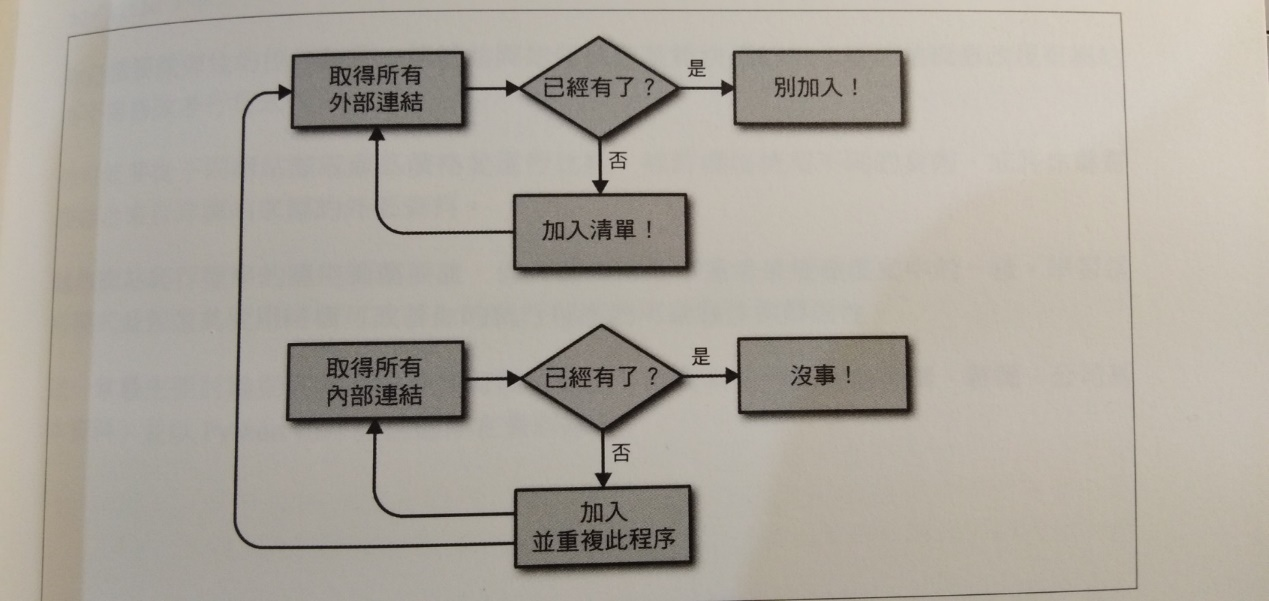 取得所有
外部連結
已經有了？
是
別加入！
否
加入清單！
取得所有
內部連結
已經有了？
是
沒事！
否
加入
並重複此程序